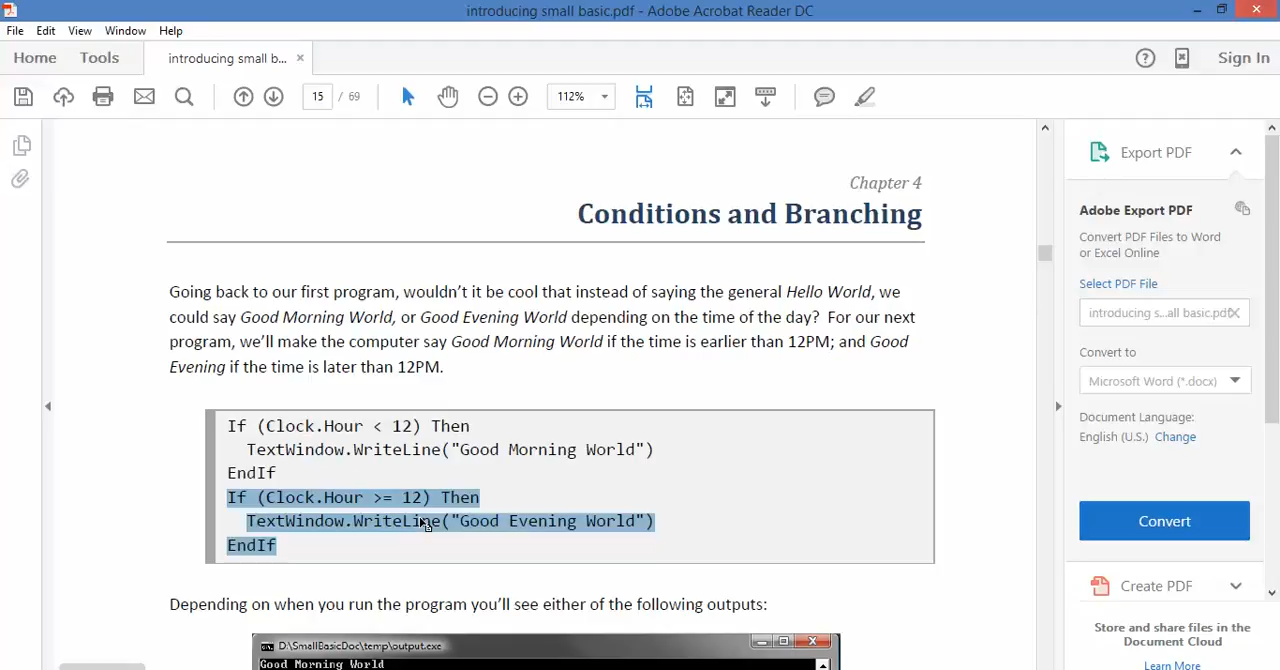 introducing small basic.pdf - Adobe Acrobat Reader DC
File Edit View Window Help
Home Tools introducing small b... × Sign In
15 / 69 112%
Chapter 4
Conditions and Branching
Going back to our first program, wouldn't it be cool that instead of saying the general Hello World, we
could say Good Morning World, or Good Evening World depending on the time of the day? For our next
program, we'll make the computer say Good Morning World if the time is earlier than 12PM; and Good
Evening if the time is later than 12PM.
If (Clock.Hour < 12) Then
TextWindow.WriteLine("Good Morning World")
EndIf
If (Clock.Hour >= 12) Then
TextWindow.WriteLine("Good Evening World")
EndIf
Depending on when you run the program you'll see either of the following outputs:
D:\SmallBasicDoc\temp\output.exe
Good Morning World
Export PDF
Adobe Export PDF
Convert PDF Files to Word
or Excel Online
Select PDF File
introducing s...all basic.pdf
Convert to
Microsoft Word (*.docx)
Document Language:
English (U.S.) Change
Convert
Create PDF
Store and share files in the
Document Cloud
Learn More